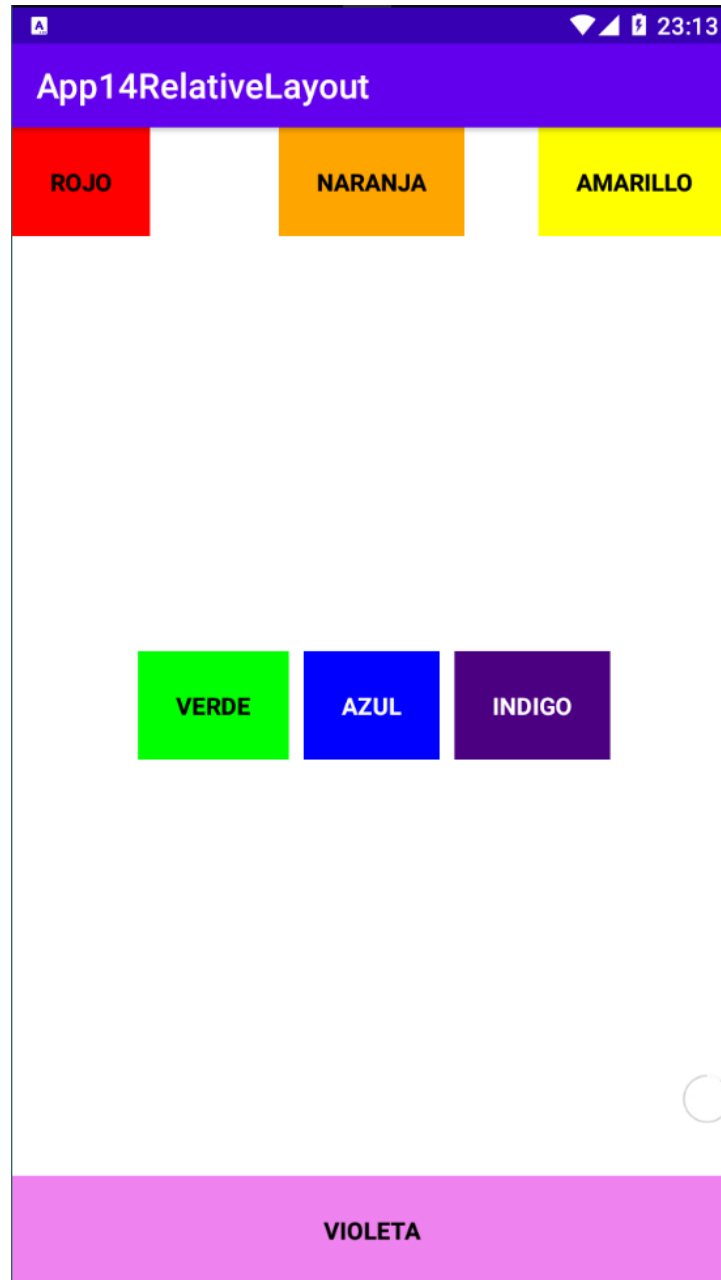 23:13
App14RelativeLayout
ROJO NARANJA AMARILLO
VERDE AZUL INDIGO
VIOLETA